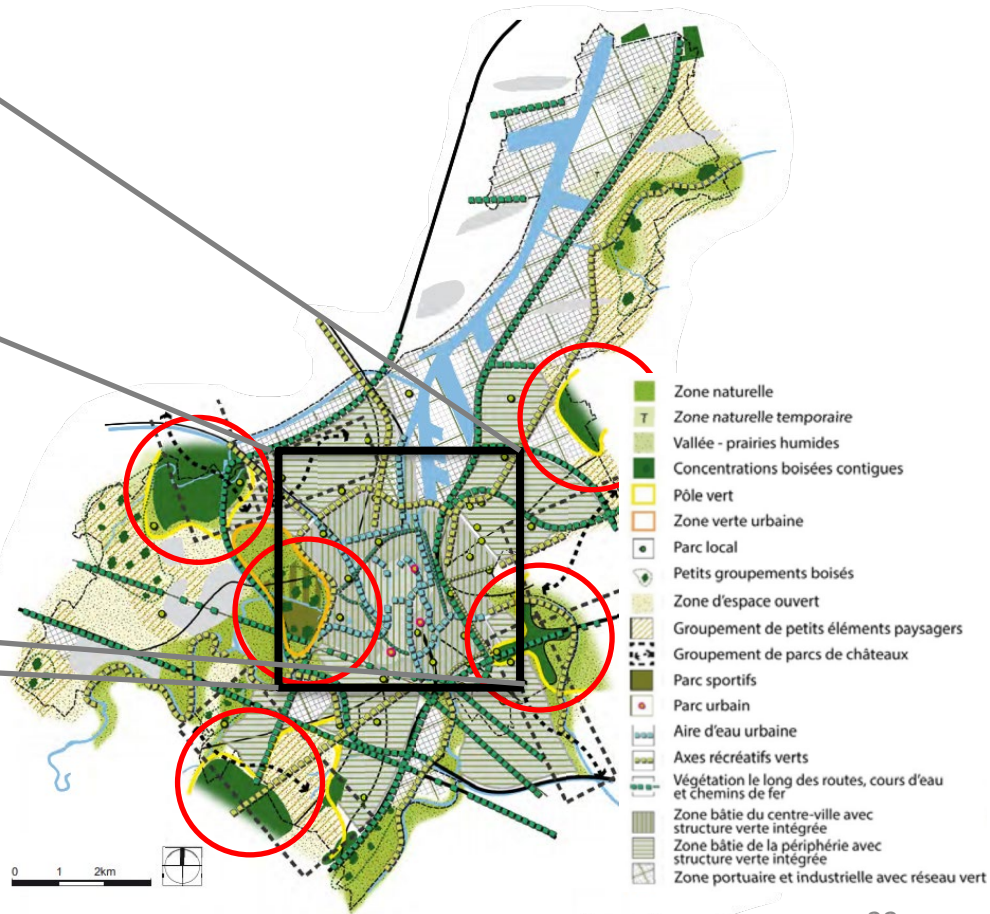 Zone naturelle
T Zone naturelle temporaire
Vallée - prairies humides
Concentrations boisées contigues
Pôle vert
Zone verte urbaine
Parc local
Petits groupements boisés
Zone d'espace ouvert
Groupement de petits éléments paysagers
Groupement de parcs de châteaux
Parc sportifs
Parc urbain
Aire d'eau urbaine
Axes récréatifs verts
Végétation le long des routes, cours d'eau
et chemins de fer
Zone bâtie du centre-ville avec
structure verte intégrée
Zone bâtie de la périphérie avec
structure verte intégrée
Zone portuaire et industrielle avec réseau vert
0 1 2km